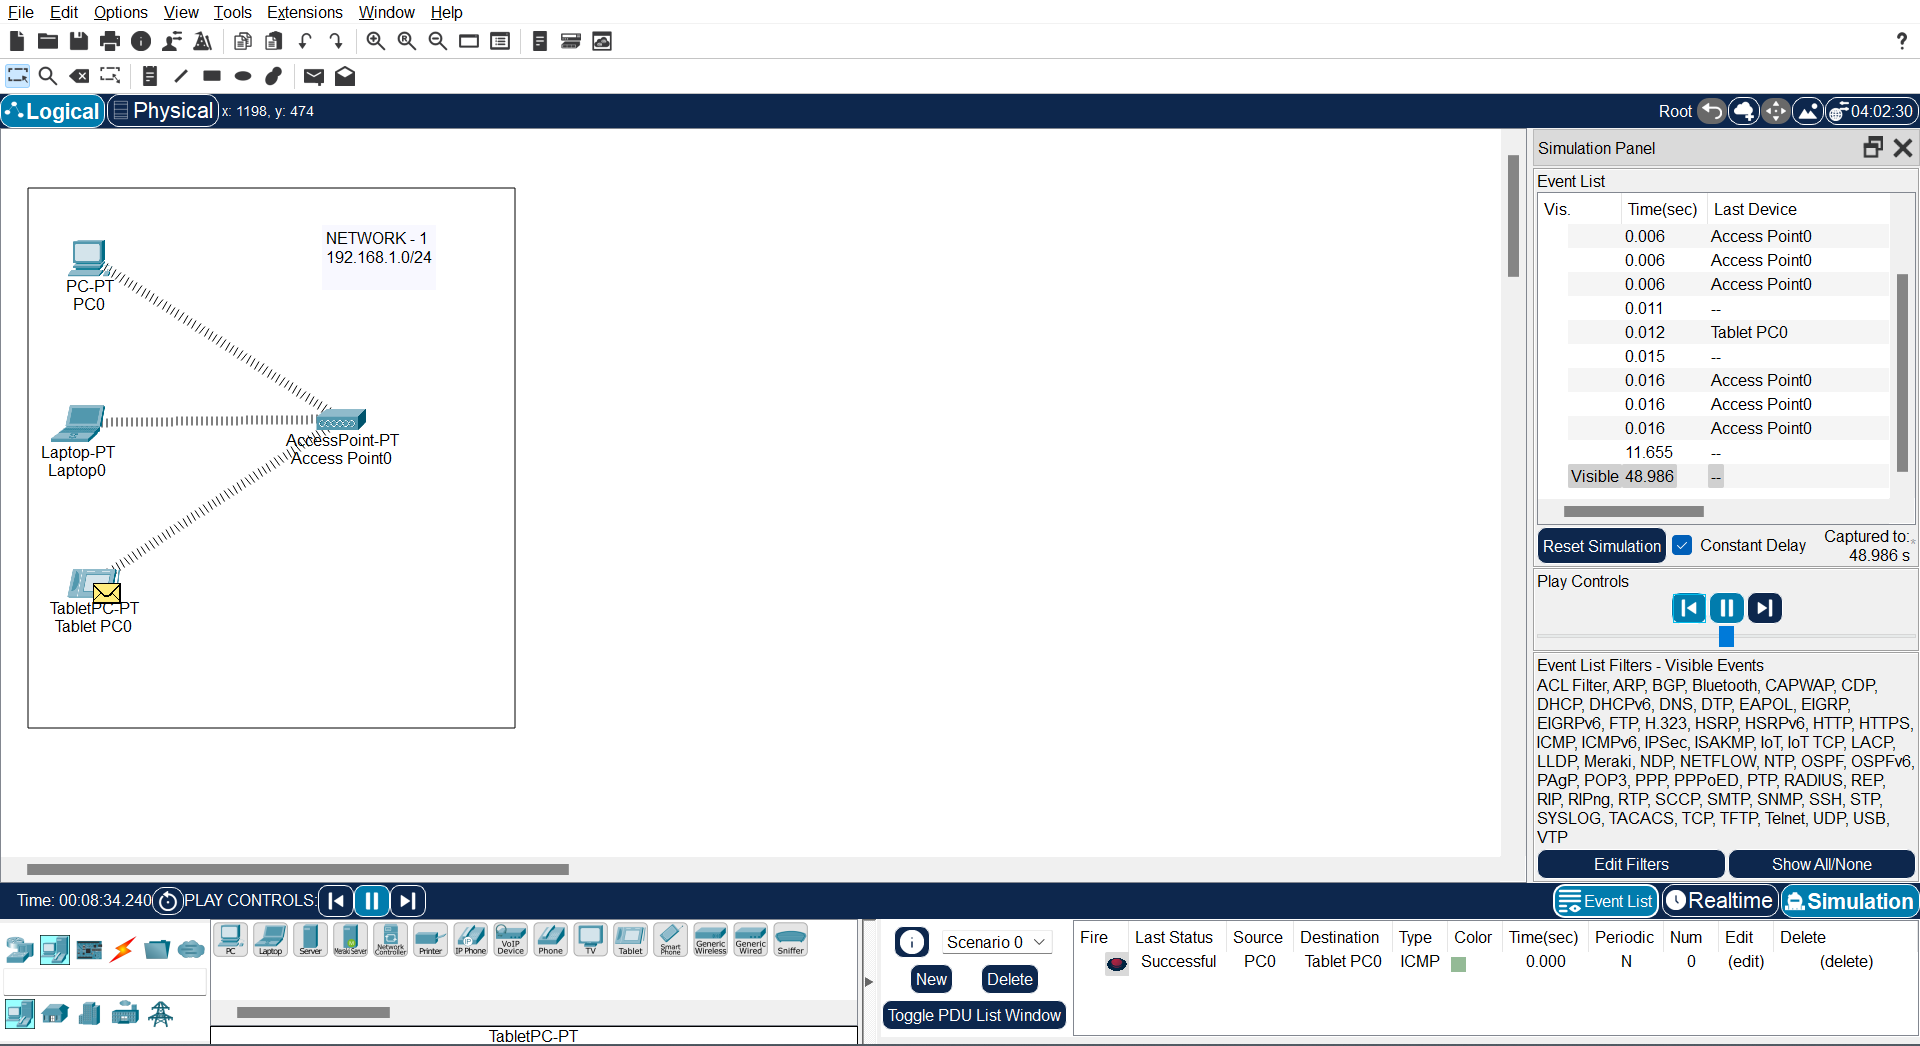 File Edit Options View Tools Extensions Window Help
?
Logical Physical x: 1198, y: 474 Root 04:02:30
NETWORK - 1
192.168.1.0/24
PC-PT
PC0
Laptop-PT
Laptop0
AccessPoint-PT
Access Point0
TabletPC-PT
Tablet PC0
Simulation Panel
Event List
Vis. Time(sec) Last Device
0.006 Access Point0
0.006 Access Point0
0.006 Access Point0
0.011 --
0.012 Tablet PC0
0.015 --
0.016 Access Point0
0.016 Access Point0
0.016 Access Point0
11.655 --
Visible 48.986 --
Reset Simulation Constant Delay Captured to:*
48.986 s
Play Controls
Event List Filters - Visible Events
ACL Filter, ARP, BGP, Bluetooth, CAPWAP, CDP,
DHCP, DHCPv6, DNS, DTP, EAPOL, EIGRP,
EIGRPv6, FTP, H.323, HSRP, HSRPv6, HTTP, HTTPS,
ICMP, ICMPv6, IPSec, ISAKMP, IoT, IoT TCP, LACP,
LLDP, Meraki, NDP, NETFLOW, NTP, OSPF, OSPFv6,
PAgP, POP3, PPP, PPPoED, PTP, RADIUS, REP,
RIP, RIPng, RTP, SCCP, SMTP, SNMP, SSH, STP,
SYSLOG, TACACS, TCP, TFTP, Telnet, UDP, USB,
VTP
Edit Filters Show All/None
Time: 00:08:34.240 PLAY CONTROLS: Event List Realtime Simulation
PC Laptop Server Meraki Server Network Controller Printer IP Phone VoIP Device Phone TV Tablet Smart Phone Generic Wireless Generic Wired Sniffer
TabletPC-PT
Scenario 0
New Delete
Toggle PDU List Window
Fire Last Status Source Destination Type Color Time(sec) Periodic Num Edit Delete
Successful PC0 Tablet PC0 ICMP 0.000 N 0 (edit) (delete)